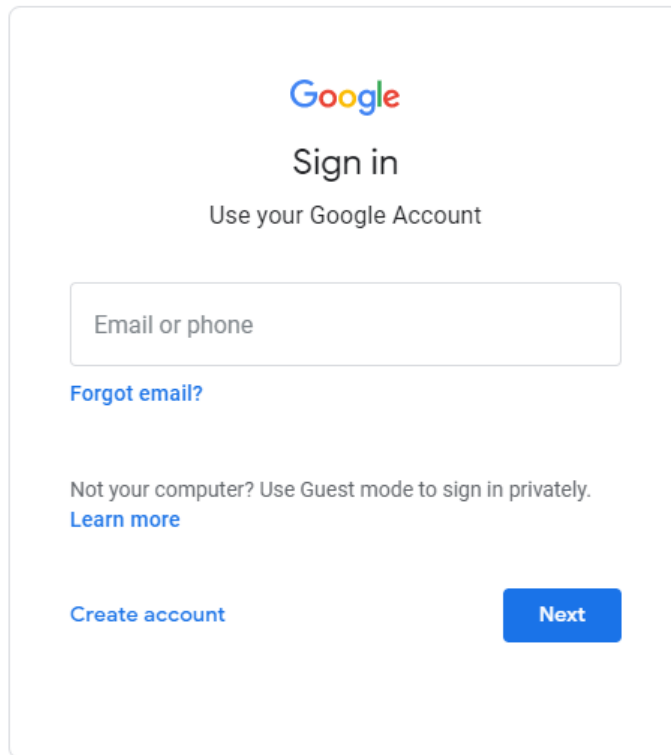 Google
Sign in
Use your Google Account
Email or phone
Forgot email?
Not your computer? Use Guest mode to sign in privately.
Learn more
Create account
Next